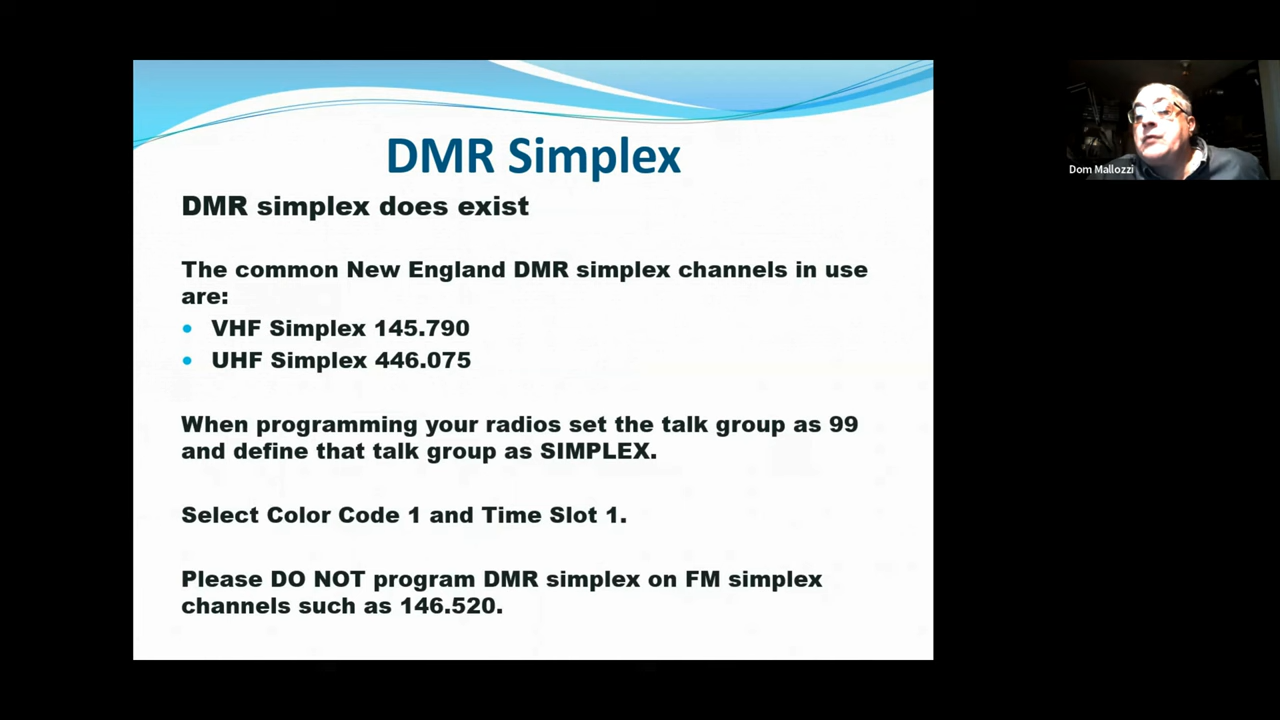 DMR Simplex
DMR simplex does exist
The common New England DMR simplex channels in use
are:
• VHF Simplex 145.790
• UHF Simplex 446.075
When programming your radios set the talk group as 99
and define that talk group as SIMPLEX.
Select Color Code 1 and Time Slot 1.
Please DO NOT program DMR simplex on FM simplex
channels such as 146.520.
Dom Mallozzi